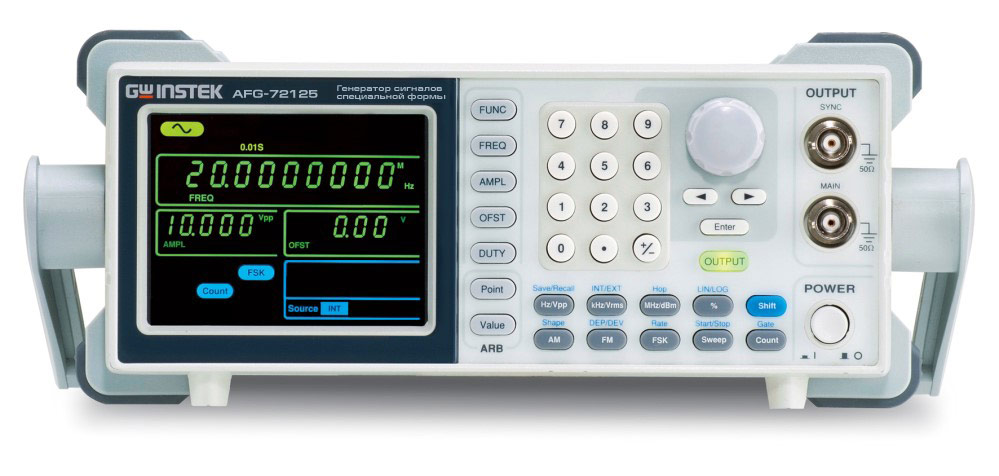 GW INSTEK AFG-72125 Генератор сигналов
специальной формы
0.01S
20.0000000 M Hz
FREQ
10.000 Vpp
AMPL
0.00 V
OFST
FSK
Count
Source INT
FUNC
FREQ
AMPL
OFST
DUTY
Point
Value
ARB
7 8 9
4 5 6
1 2 3
0 • +/−
◄ ►
Enter
OUTPUT
Save/Recall INT/EXT Hop LIN/LOG
Hz/Vpp kHz/Vrms MHz/dBm % Shift
Shape DEP/DEV Rate Start/Stop Gate
AM FM FSK Sweep Count
OUTPUT
SYNC
50Ω
MAIN
50Ω
POWER
I O